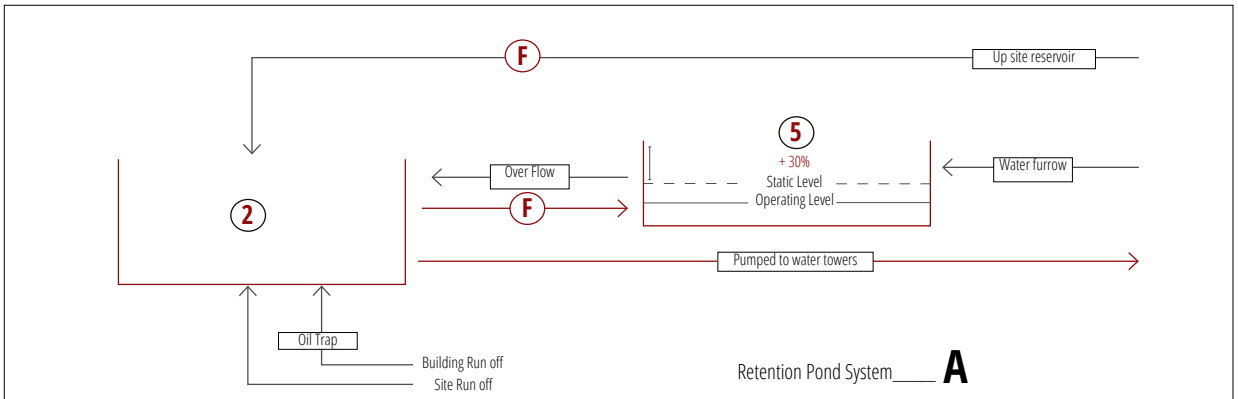 F
Up site reservoir
5
+ 30%
Static Level
Operating Level
Over Flow
Water furrow
2
F
Pumped to water towers
Oil Trap
Building Run off
Site Run off
Retention Pond System_____ A